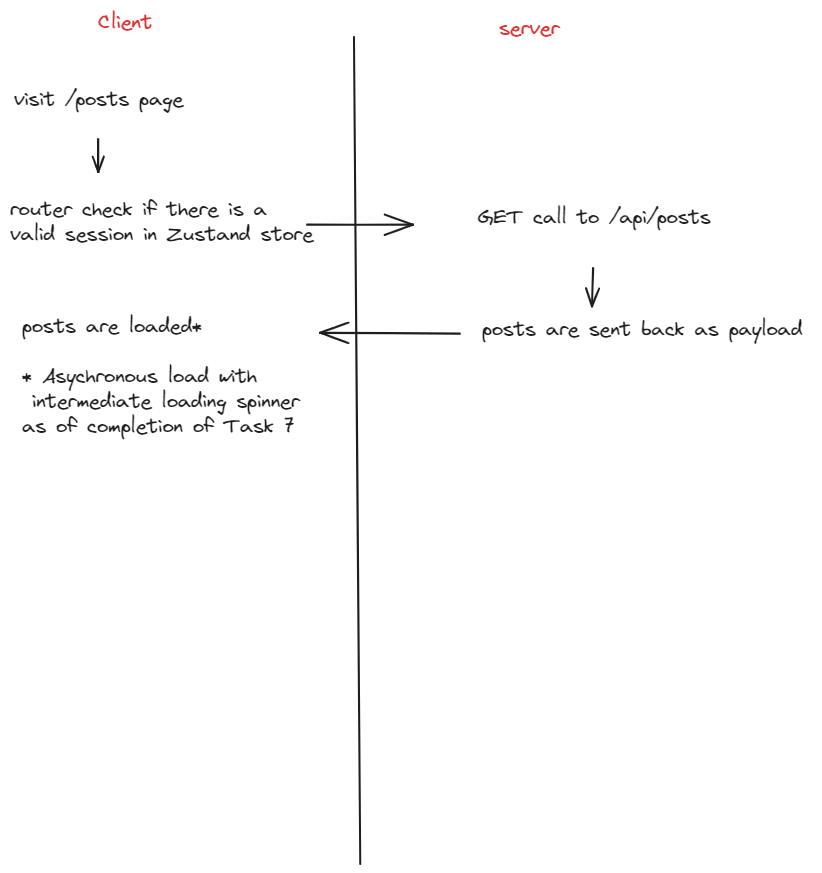 Client
server
visit /posts page
router check if there is a
valid session in Zustand store
GET call to /api/posts
posts are loaded*
posts are sent back as payload
* Asychronous load with
intermediate loading spinner
as of completion of Task 7